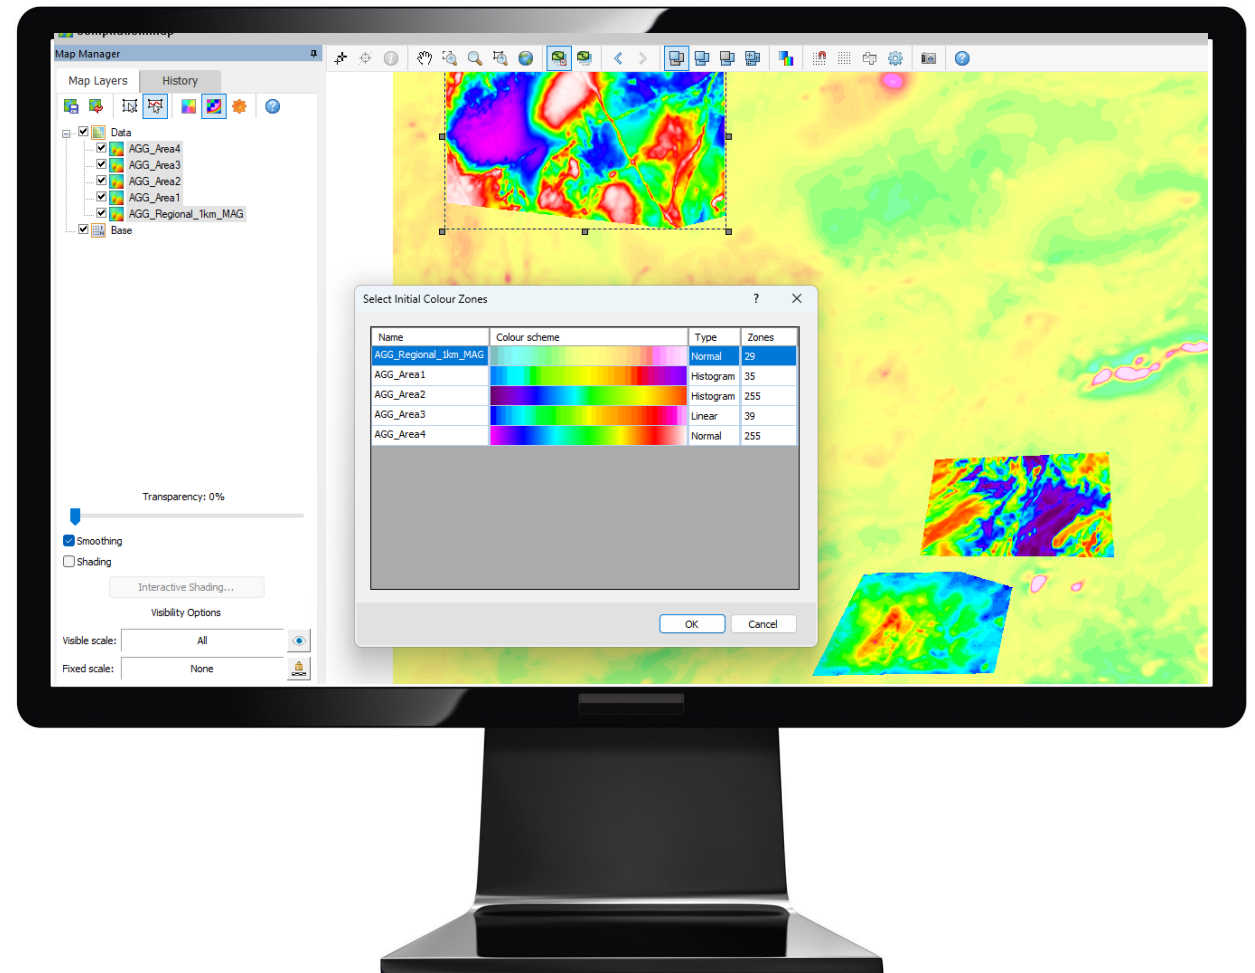 Map Manager
Map Layers History
Data
AGG_Area4
AGG_Area3
AGG_Area2
AGG_Area1
AGG_Regional_1km_MAG
Base
Transparency: 0%
Smoothing
Shading
Interactive Shading...
Visibility Options
Visible scale: All
Fixed scale: None
Select Initial Colour Zones ?
Name Colour scheme Type Zones
AGG_Regional_1km_MAG Normal 29
AGG_Area1 Histogram 35
AGG_Area2 Histogram 255
AGG_Area3 Linear 39
AGG_Area4 Normal 255
OK Cancel